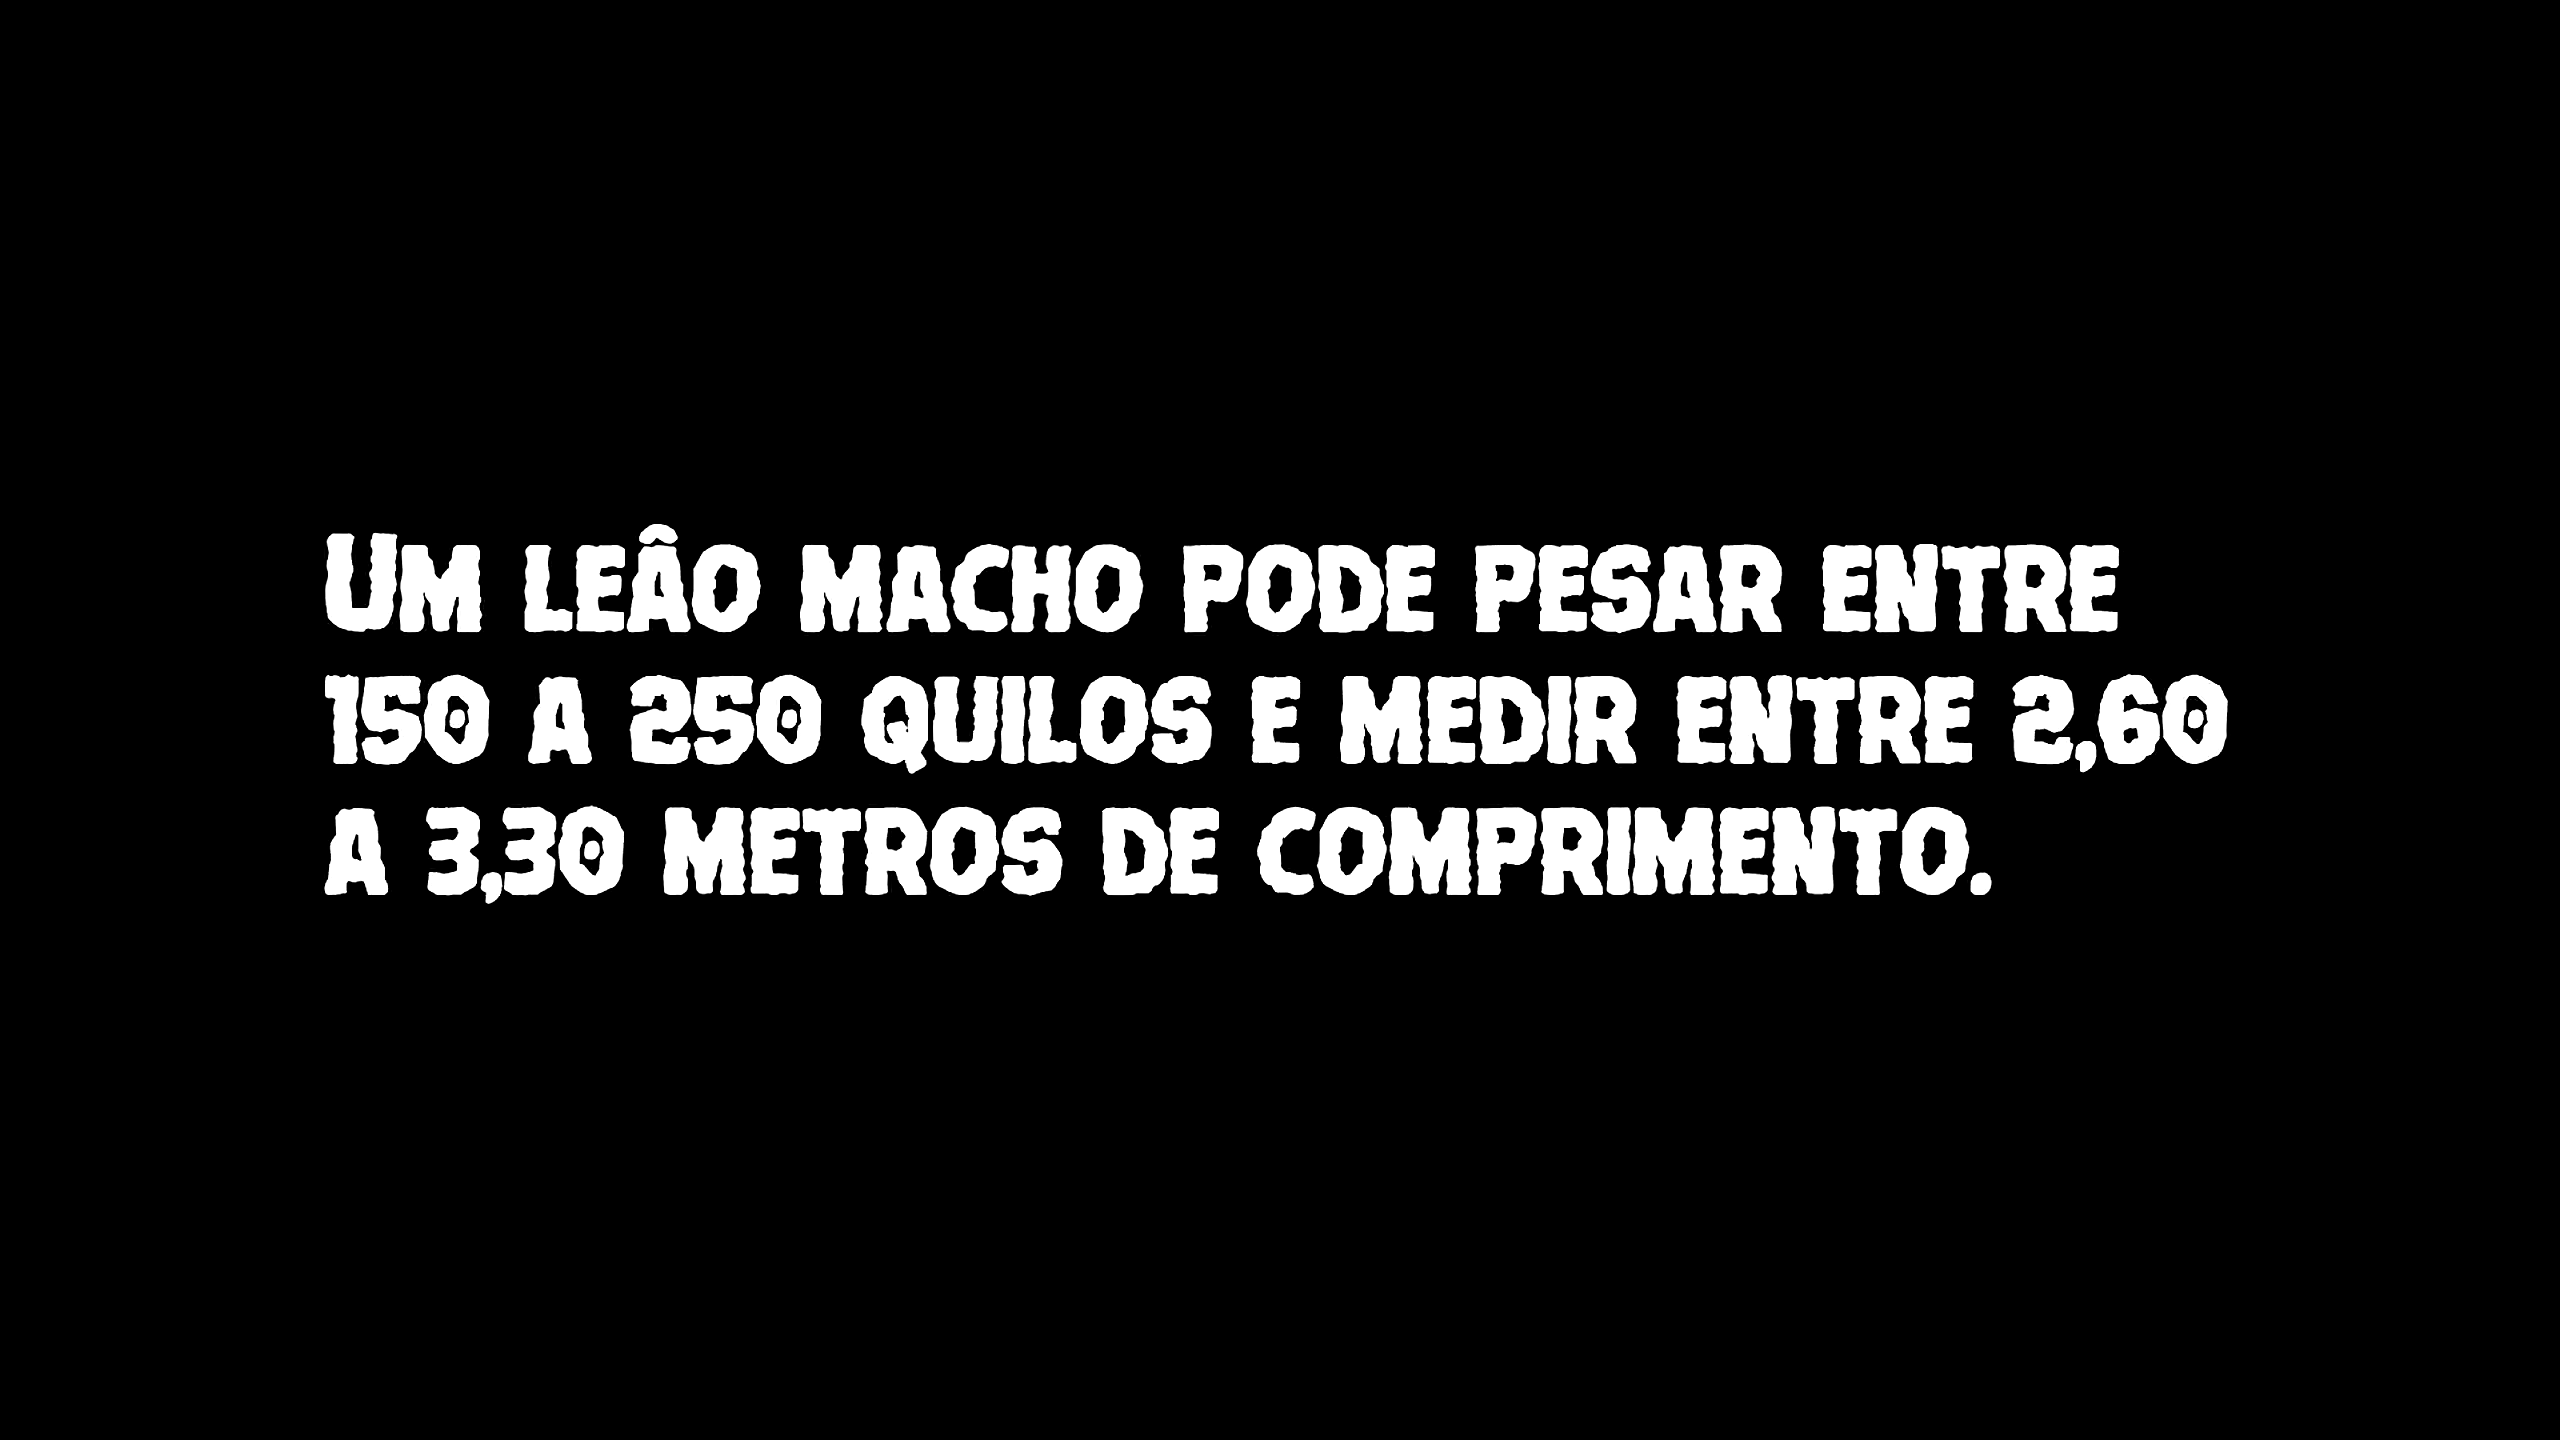 Um leâo macho pode pesar entre
150 a 250 quilos e medir entre 2,60
a 3,30 metros de comprimento.